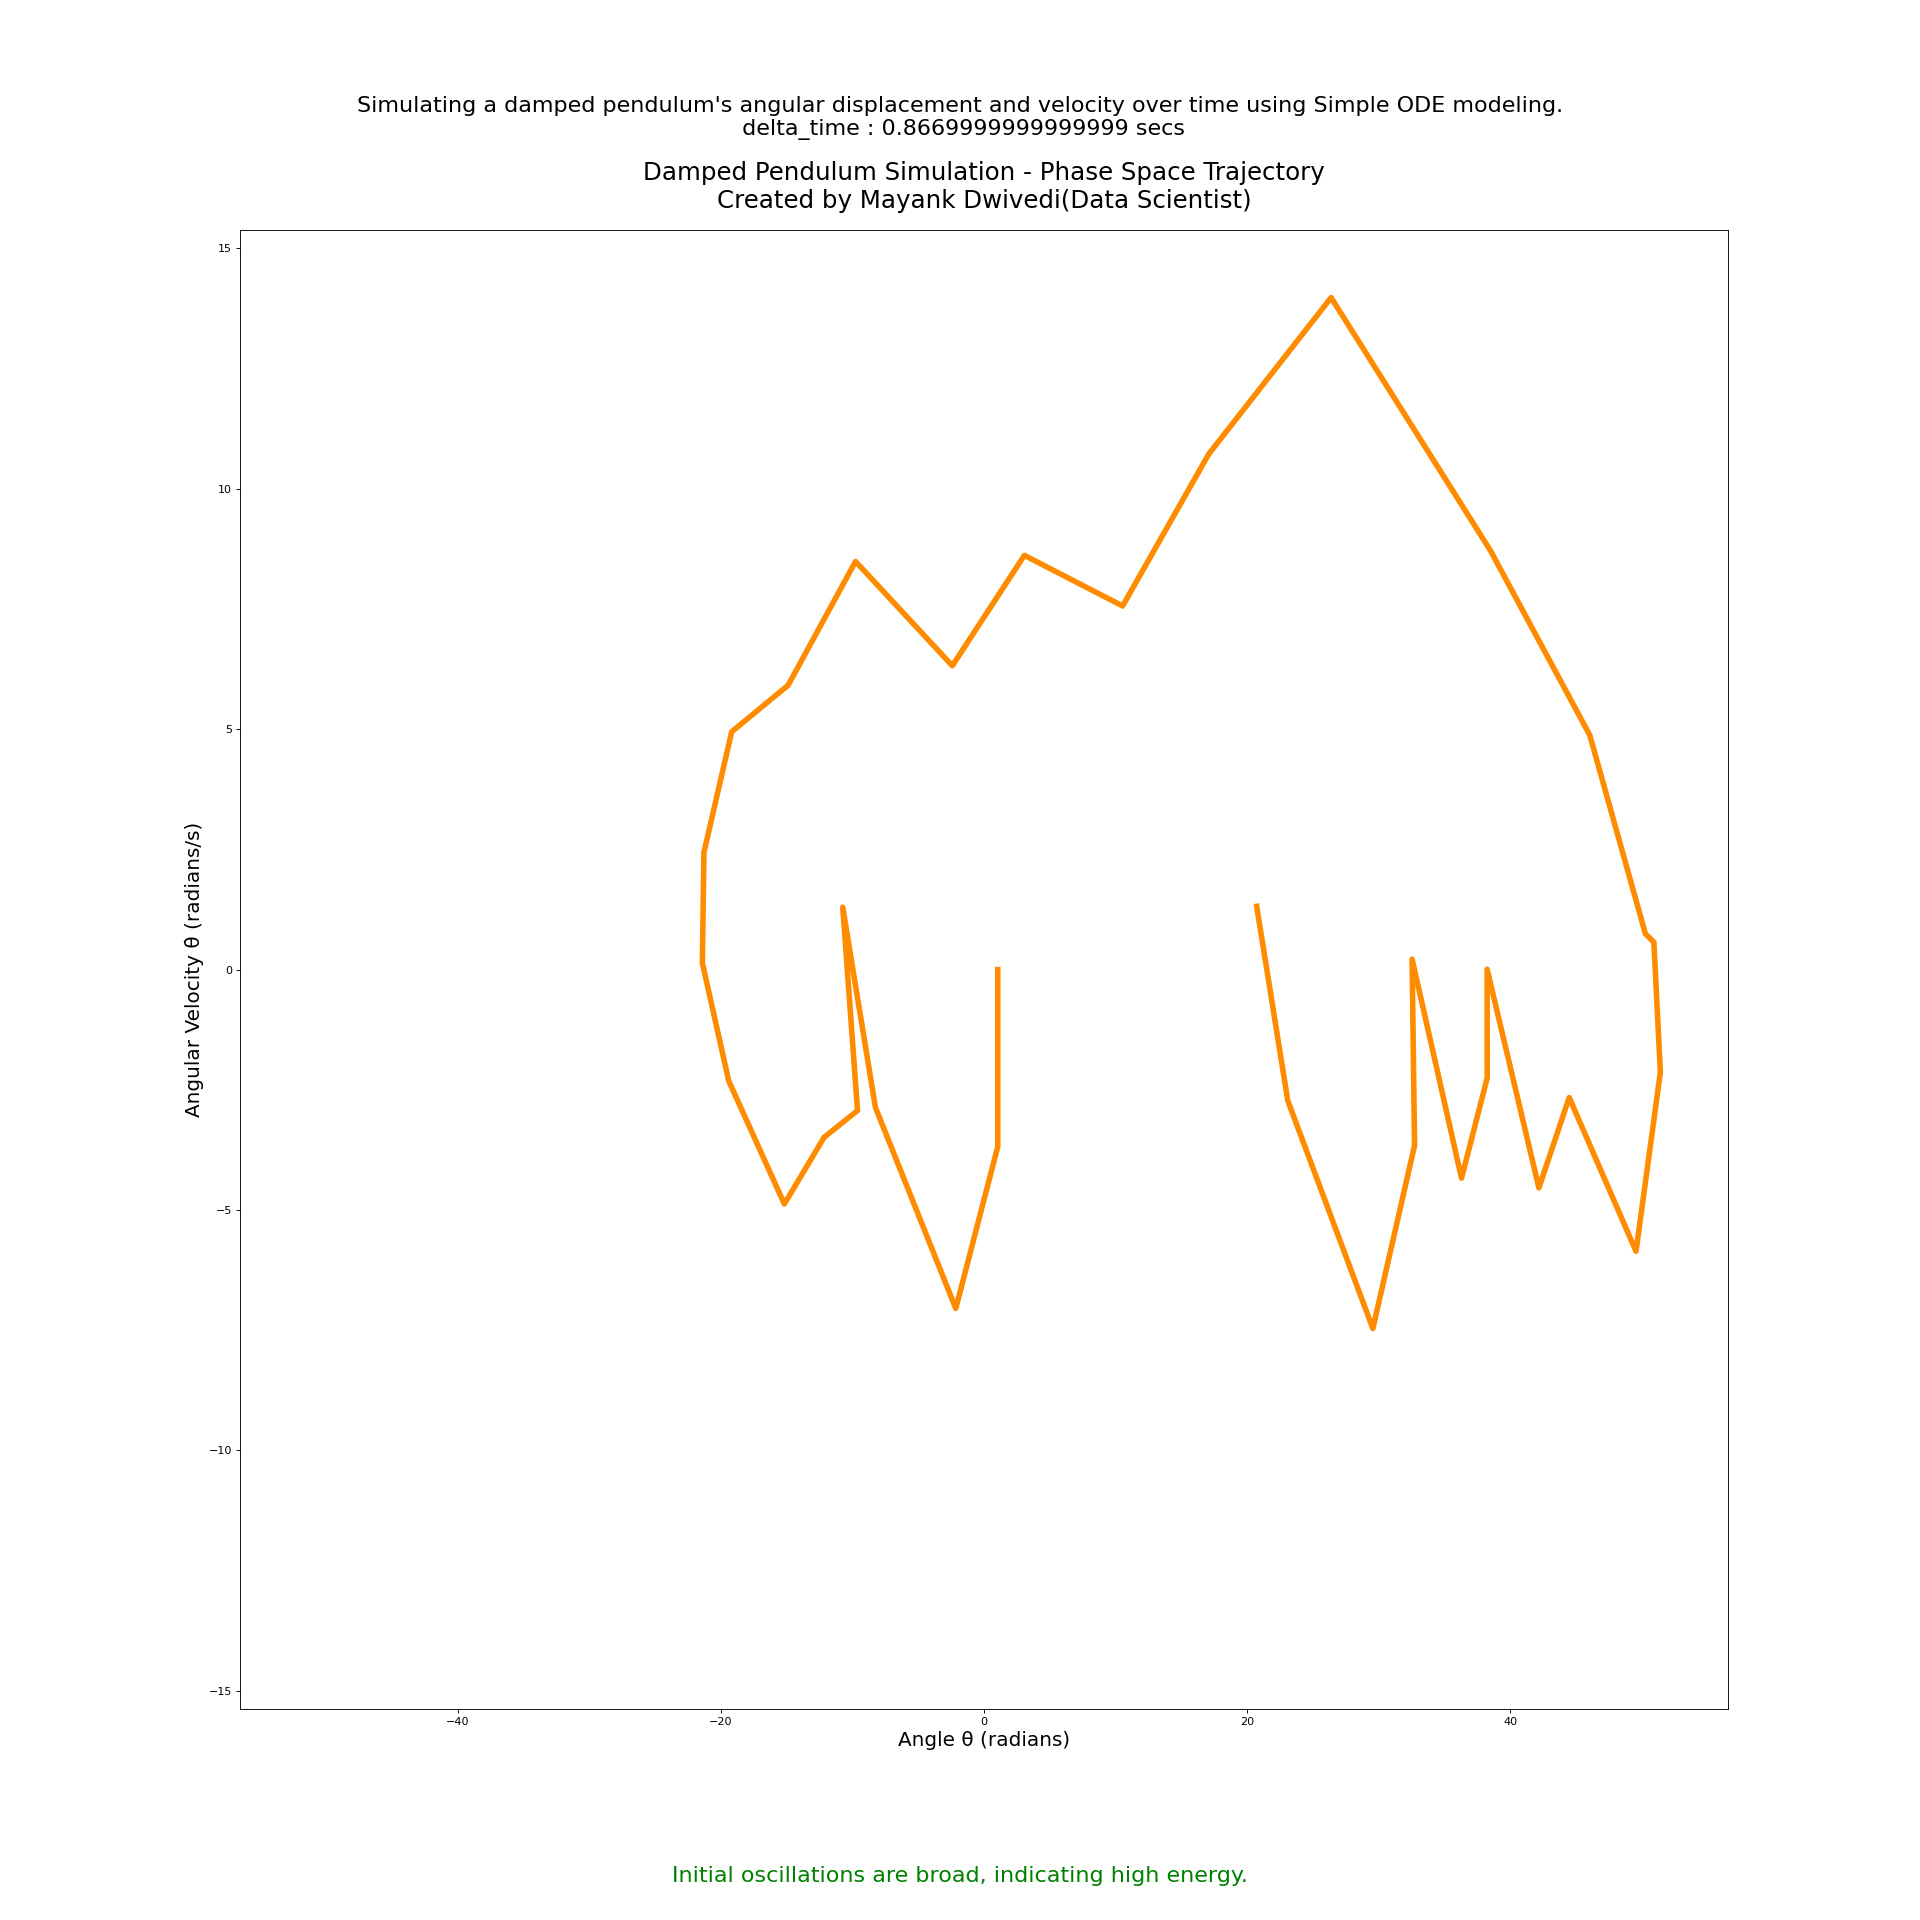 Simulating a damped pendulum's angular displacement and velocity over time using Simple ODE modeling.
delta_time : 0.8669999999999999 secs
Damped Pendulum Simulation - Phase Space Trajectory
Created by Mayank Dwivedi(Data Scientist)
15
10
5
0
−5
−10
−15
Angular Velocity θ (radians/s)
−40
−20
0
20
40
Angle θ (radians)
Initial oscillations are broad, indicating high energy.